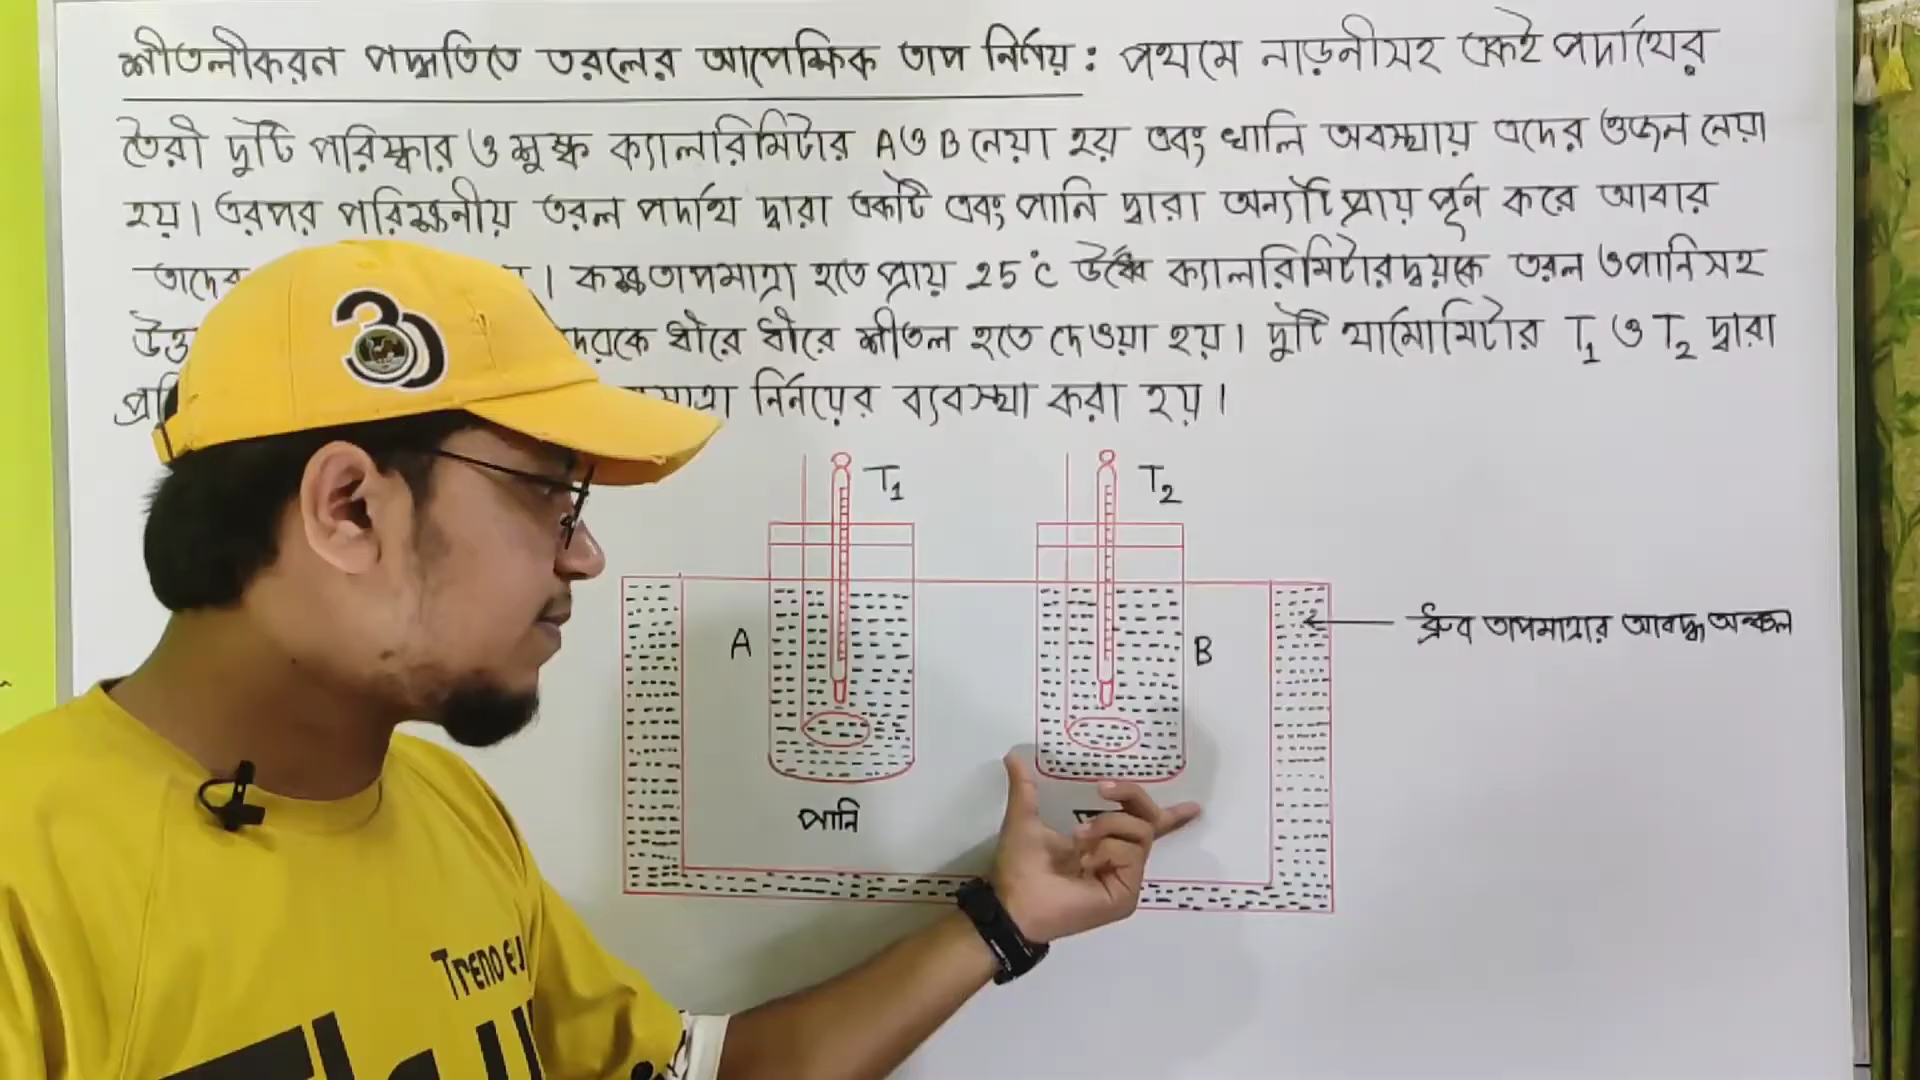 শীতলীকরন পদ্ধতিতে তরলের আপেক্ষিক তাপ নির্নয় : প্রথমে নাড়নীসহ একই পদার্থের
তৈরী দুটি পরিস্কার ও শুষ্ক ক্যালরিমিটার A ও B নেয়া হয় এবং খালি অবস্থায় এদের ওজন নেয়া
হয়। এরপর পরিক্ষনীয় তরল পদার্থ দ্বারা একটি এবং পানি দ্বারা অন্যটি প্রায় পূর্ন করে আবার
তাদের । কক্ষতাপমাত্রা হতে প্রায় 25°C উর্ধ্বে ক্যালরিমিটারদ্বয়কে তরল ও পানিসহ
ধীরে ধীরে শীতল হতে দেওয়া হয়। দুটি থার্মোমিটার T₁ ও T₂ দ্বারা
নির্নয়ের ব্যবস্থা করা হয়।
T₁
T₂
A
B
ধ্রুব তাপমাত্রার আবদ্ধ অঞ্চল
পানি
30
Trend